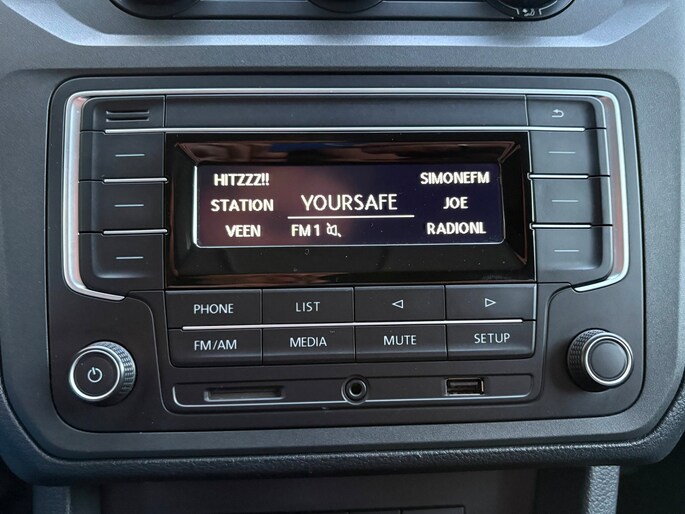 HITZZZ!! SIMONEFM
STATION YOURSAFE JOE
VEEN FM 1 RADIONL
PHONE LIST
FM/AM MEDIA MUTE SETUP